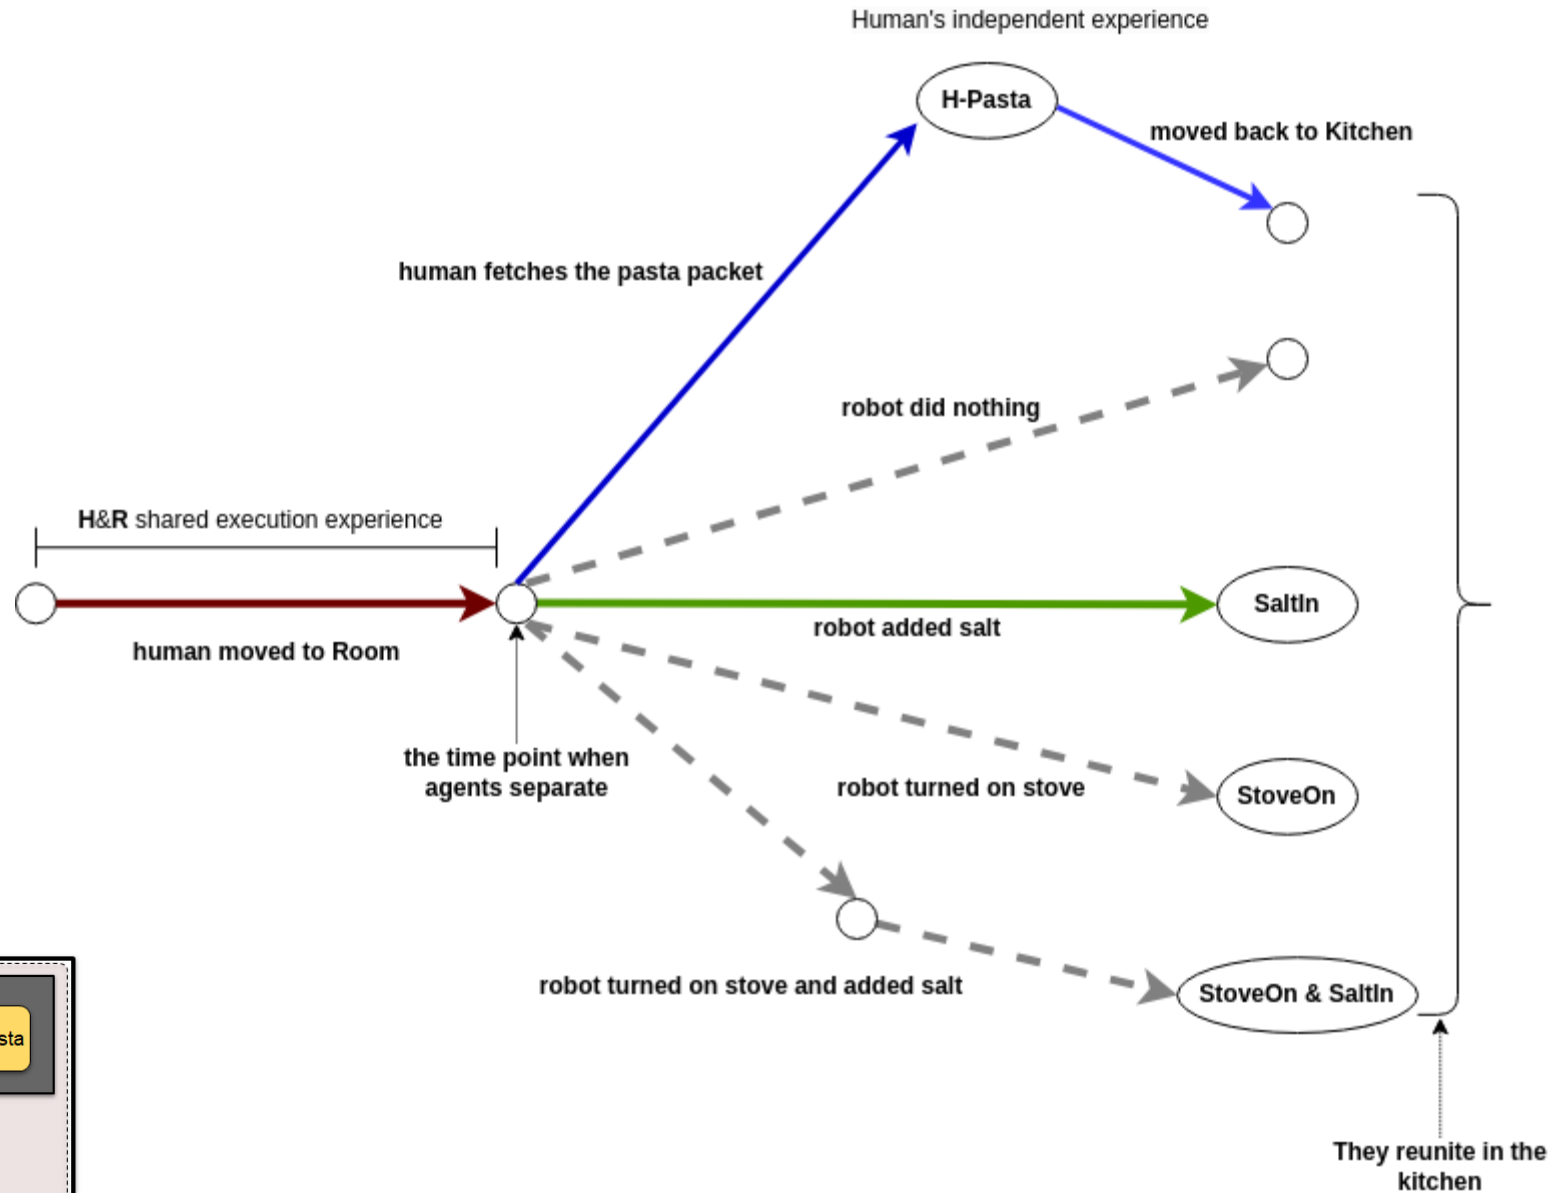 Human's independent experience
H-Pasta
moved back to Kitchen
human fetches the pasta packet
robot did nothing
H&R shared execution experience
SaltIn
robot added salt
human moved to Room
the time point when
agents separate
robot turned on stove
StoveOn
robot turned on stove and added salt
StoveOn & SaltIn
sta
They reunite in the
kitchen